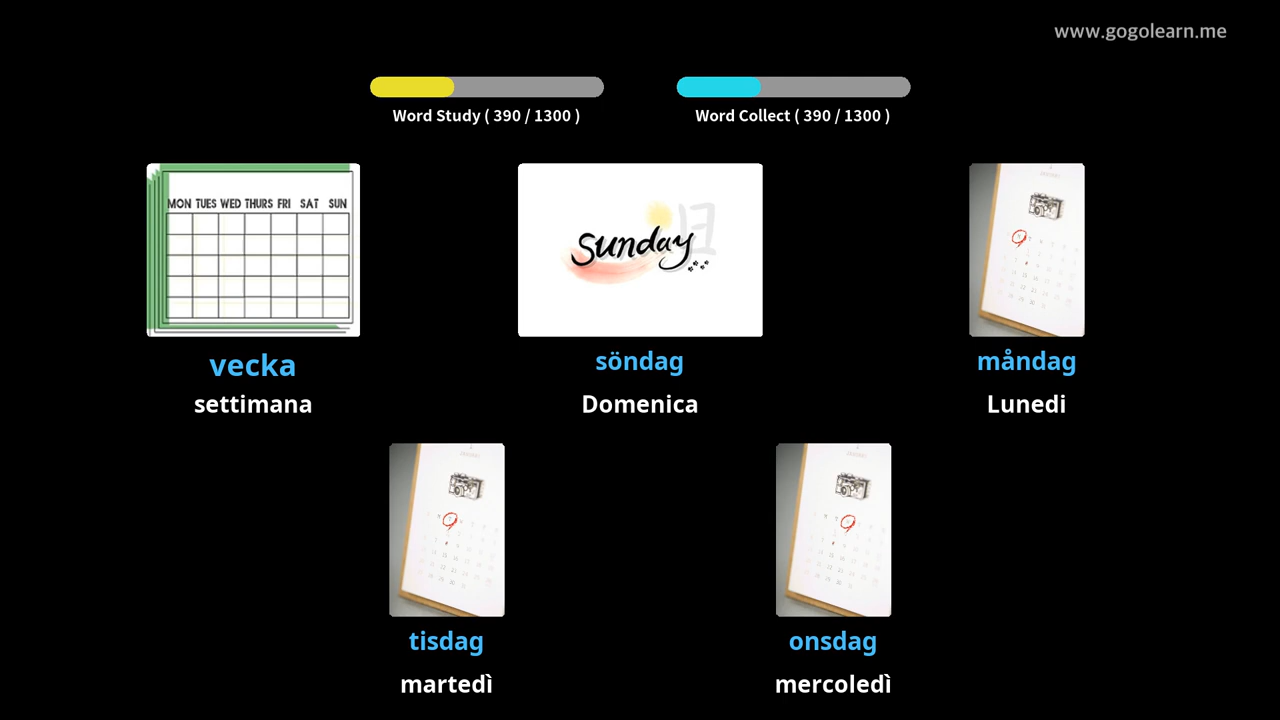 www.gogolearn.me
Word Study ( 390 / 1300 )
Word Collect ( 390 / 1300 )
MON TUES WED THURS FRI SAT SUN
Sunday
vecka
söndag
måndag
settimana
Domenica
Lunedi
tisdag
onsdag
martedì
mercoledì